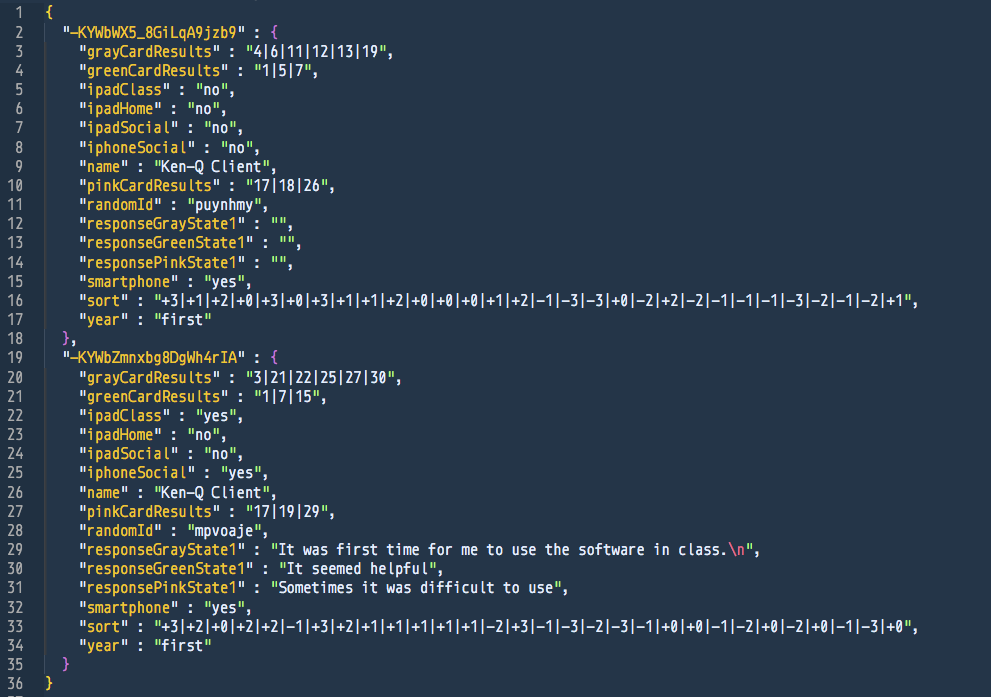 1 {
2 "-KYWbWX5_8GiLqA9jzb9" : {
3 "grayCardResults" : "4|6|11|12|13|19",
4 "greenCardResults" : "1|5|7",
5 "ipadClass" : "no",
6 "ipadHome" : "no",
7 "ipadSocial" : "no",
8 "iphoneSocial" : "no",
9 "name" : "Ken-Q Client",
10 "pinkCardResults" : "17|18|26",
11 "randomId" : "puynhmy",
12 "responseGrayState1" : "",
13 "responseGreenState1" : "",
14 "responsePinkState1" : "",
15 "smartphone" : "yes",
16 "sort" : "+3|+1|+2|+0|+3|+0|+3|+1|+1|+2|+0|+0|+0|+1|+2|-1|-3|-3|+0|-2|+2|-2|-1|-1|-1|-3|-2|-1|-2|+1",
17 "year" : "first"
18 },
19 "-KYWbZmnxbg8DgWh4rIA" : {
20 "grayCardResults" : "3|21|22|25|27|30",
21 "greenCardResults" : "1|7|15",
22 "ipadClass" : "yes",
23 "ipadHome" : "no",
24 "ipadSocial" : "no",
25 "iphoneSocial" : "yes",
26 "name" : "Ken-Q Client",
27 "pinkCardResults" : "17|19|29",
28 "randomId" : "mpvoaje",
29 "responseGrayState1" : "It was first time for me to use the software in class.\n",
30 "responseGreenState1" : "It seemed helpful",
31 "responsePinkState1" : "Sometimes it was difficult to use",
32 "smartphone" : "yes",
33 "sort" : "+3|+2|+0|+2|+2|-1|+3|+2|+1|+1|+1|+1|+1|-2|+3|-1|-3|-2|-3|-1|+0|+0|-1|-2|+0|-2|+0|-1|-3|+0",
34 "year" : "first"
35 }
36 }